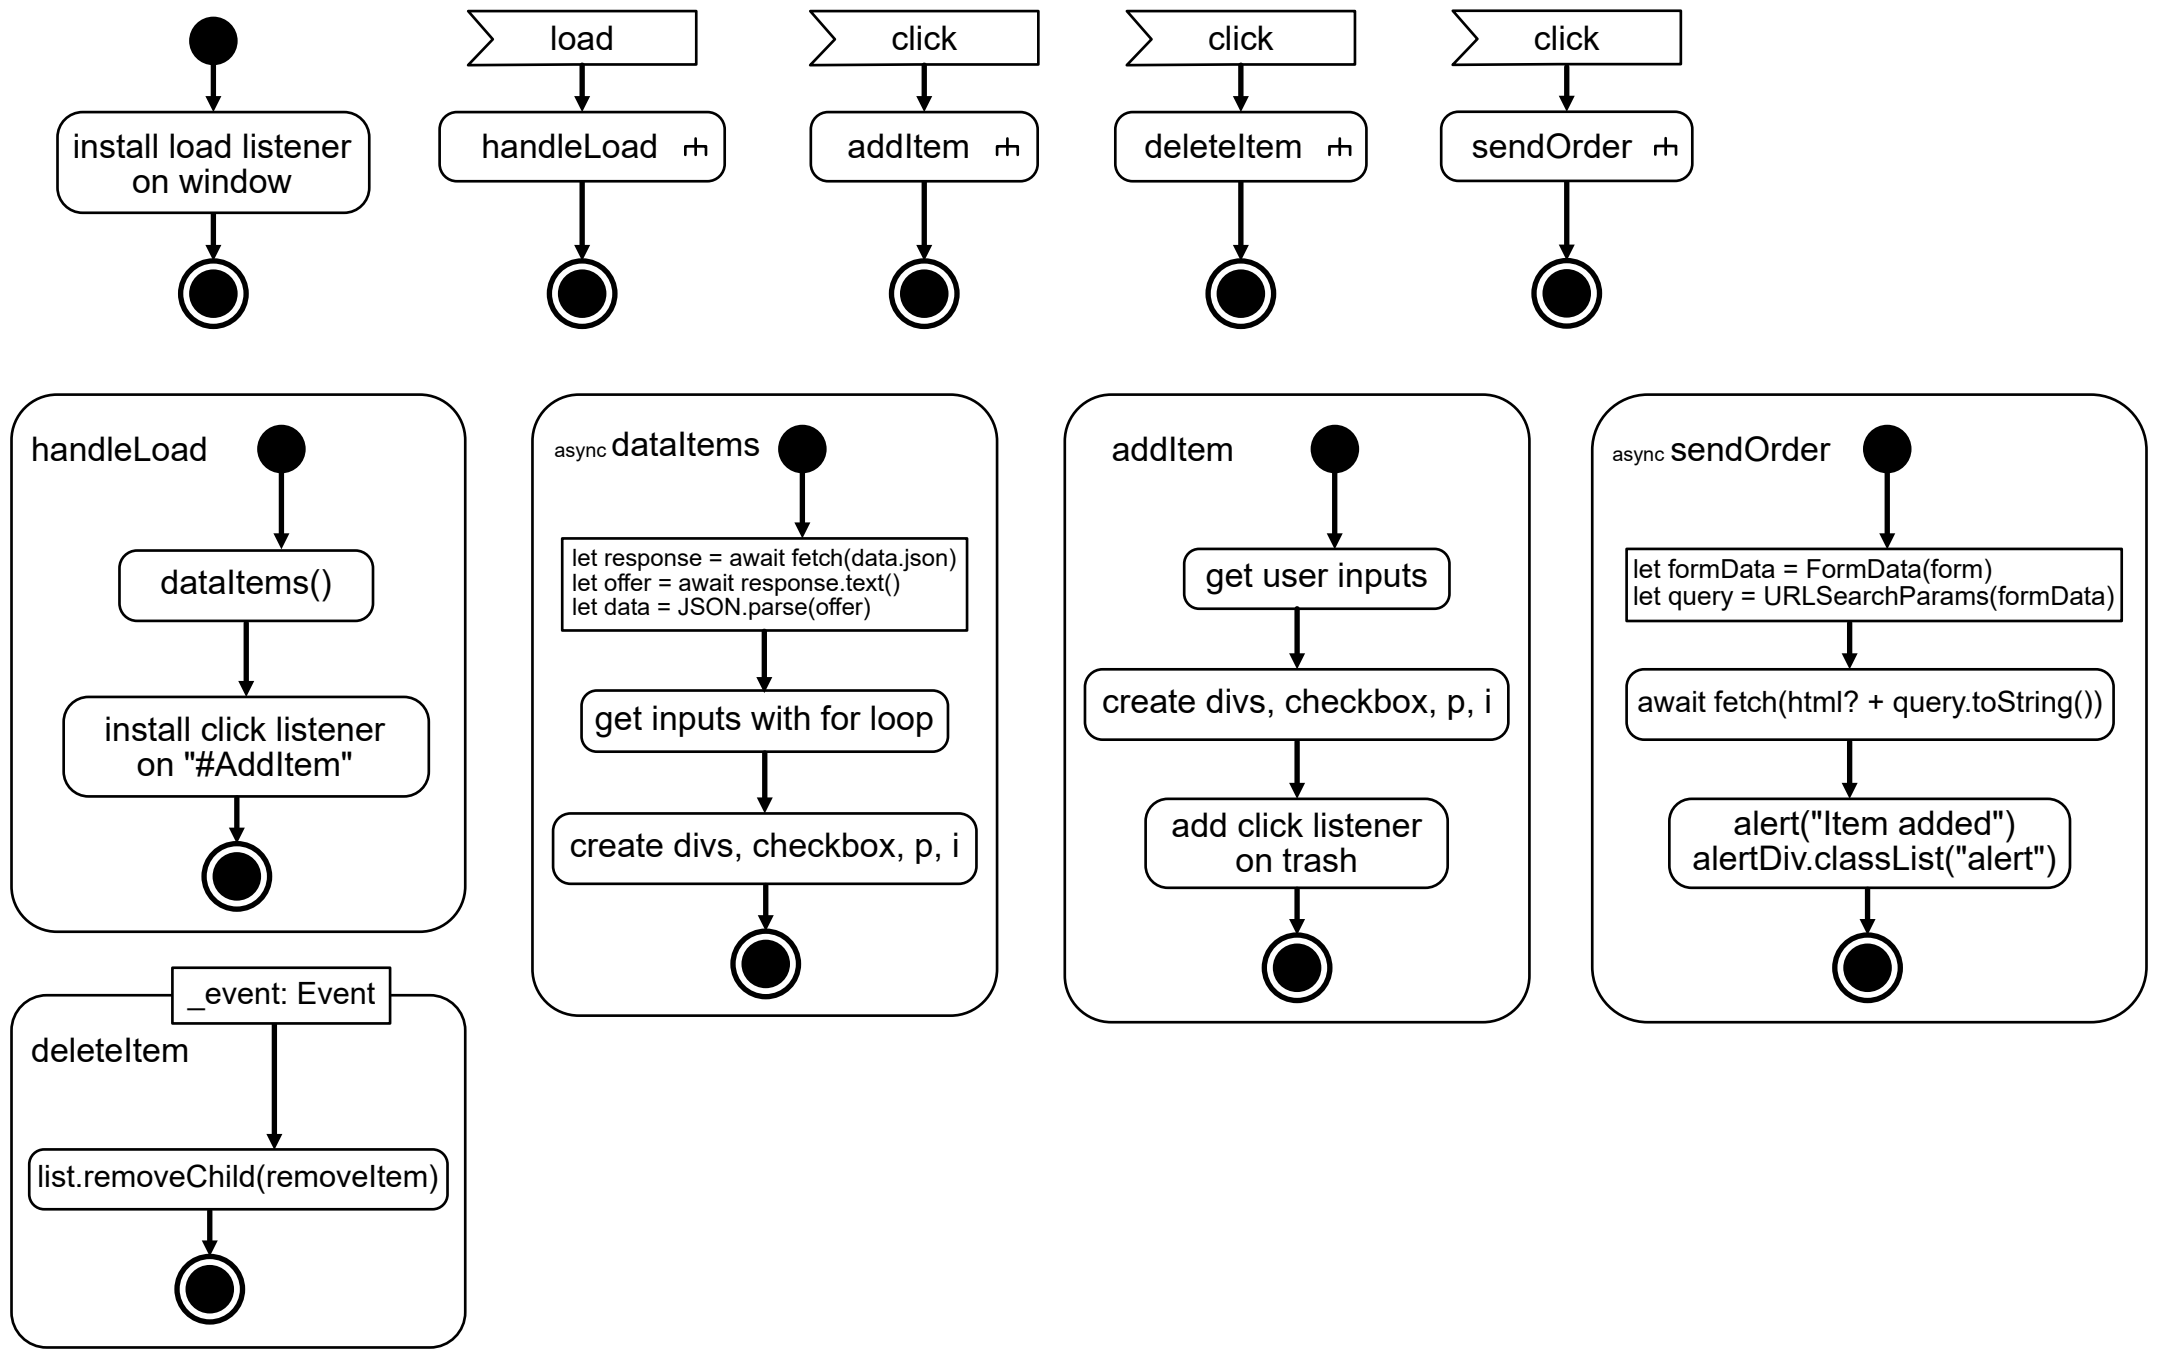 load
click
click
click
install load listener
on window
handleLoad
addItem
deleteItem
sendOrder
handleLoad
dataItems()
install click listener
on "#AddItem"
async dataItems
let response = await fetch(data.json)
let offer = await response.text()
let data = JSON.parse(offer)
get inputs with for loop
create divs, checkbox, p, i
addItem
get user inputs
create divs, checkbox, p, i
add click listener
on trash
async sendOrder
let formData = FormData(form)
let query = URLSearchParams(formData)
await fetch(html? + query.toString())
alert("Item added")
alertDiv.classList("alert")
_event: Event
deleteItem
list.removeChild(removeItem)